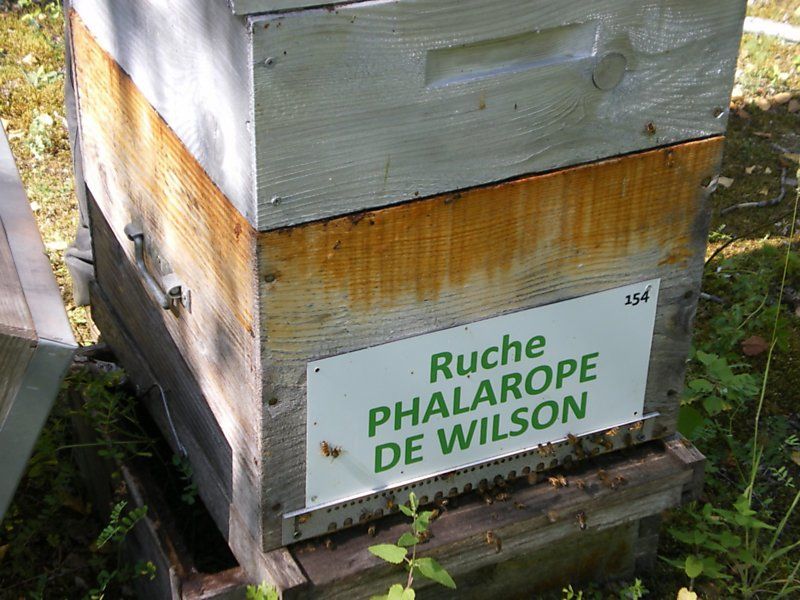 154
Ruche
PHALAROPE
DE WILSON